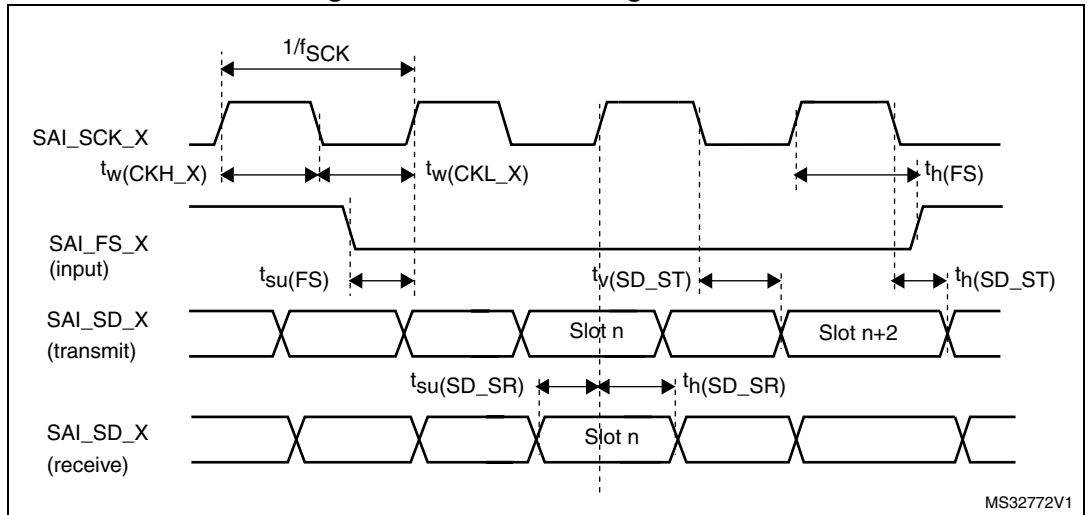 1/fSCK
SAI_SCK_X
tw(CKH_X)
tw(CKL_X)
th(FS)
SAI_FS_X
(input)
tsu(FS)
tv(SD_ST)
th(SD_ST)
SAI_SD_X
(transmit)
Slot n
Slot n+2
tsu(SD_SR)
th(SD_SR)
SAI_SD_X
(receive)
Slot n
MS32772V1